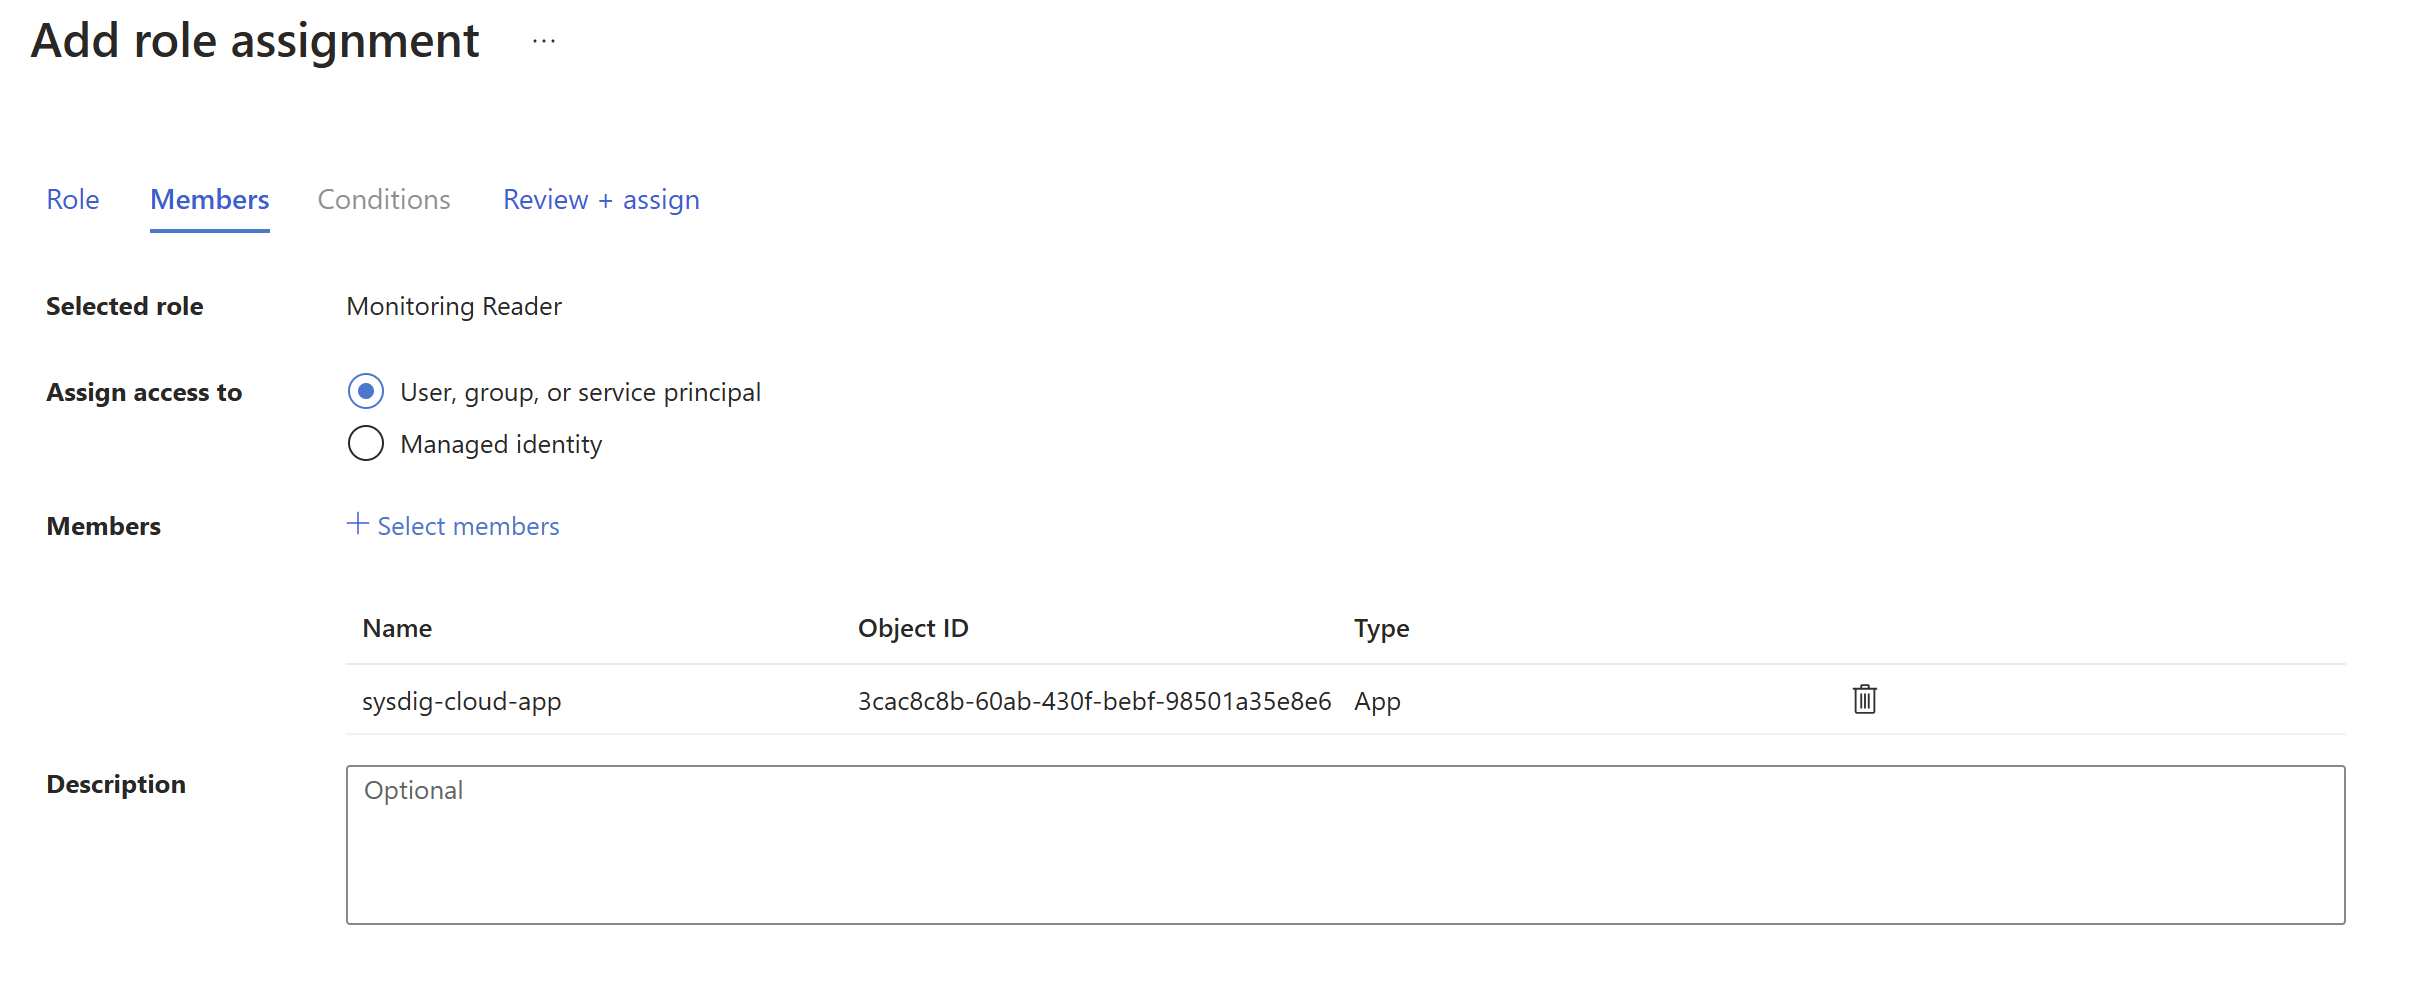 Add role assignment ...
Role Members Conditions Review + assign
Selected role Monitoring Reader
Assign access to User, group, or service principal
Managed identity
Members + Select members
Name Object ID Type
sysdig-cloud-app 3cac8c8b-60ab-430f-bebf-98501a35e8e6 App
Description Optional